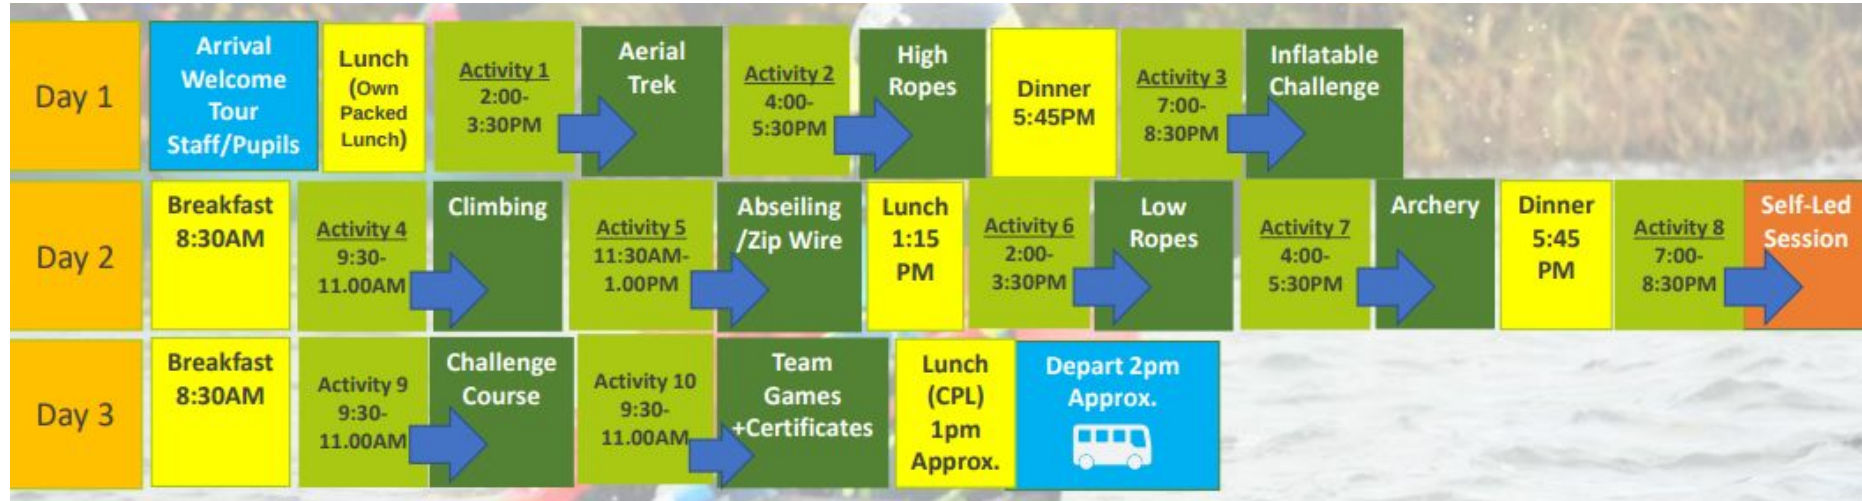 Day 1
Arrival
Welcome
Tour
Staff/Pupils
Lunch
(Own
Packed
Lunch)
Activity 1
2:00-
3:30PM
Aerial
Trek
Activity 2
4:00-
5:30PM
High
Ropes
Dinner
5:45PM
Activity 3
7:00-
8:30PM
Inflatable
Challenge
Day 2
Breakfast
8:30AM
Activity 4
9:30-
11.00AM
Climbing
Activity 5
11:30AM-
1.00PM
Abseiling
/Zip Wire
Lunch
1:15
PM
Activity 6
2:00-
3:30PM
Low
Ropes
Activity 7
4:00-
5:30PM
Archery
Dinner
5:45
PM
Activity 8
7:00-
8:30PM
Self-Led
Session
Day 3
Breakfast
8:30AM
Activity 9
9:30-
11.00AM
Challenge
Course
Activity 10
9:30-
11.00AM
Team
Games
+Certificates
Lunch
(CPL)
1pm
Approx.
Depart 2pm
Approx.